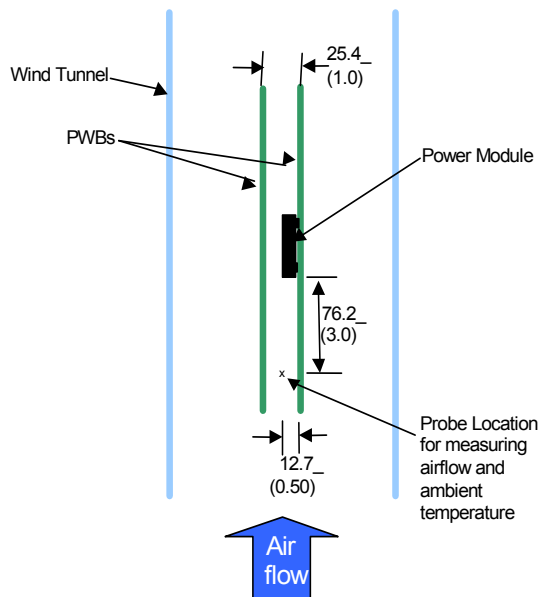 25.4_
(1.0)
Wind Tunnel
PWBs
Power Module
76.2_
(3.0)
x
Probe Location
for measuring
airflow and
ambient
temperature
12.7_
(0.50)
Air
flow